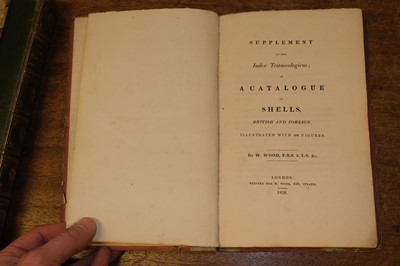 SUPPLEMENT
TO THE
Index Testaceologicus;
OR
A CATALOGUE
OF
SHELLS,
BRITISH AND FOREIGN.
ILLUSTRATED WITH 480 FIGURES.
By W. WOOD, F.R.S. & L.S. &c.
LONDON:
PRINTED FOR W. WOOD, 428, STRAND.
1828.